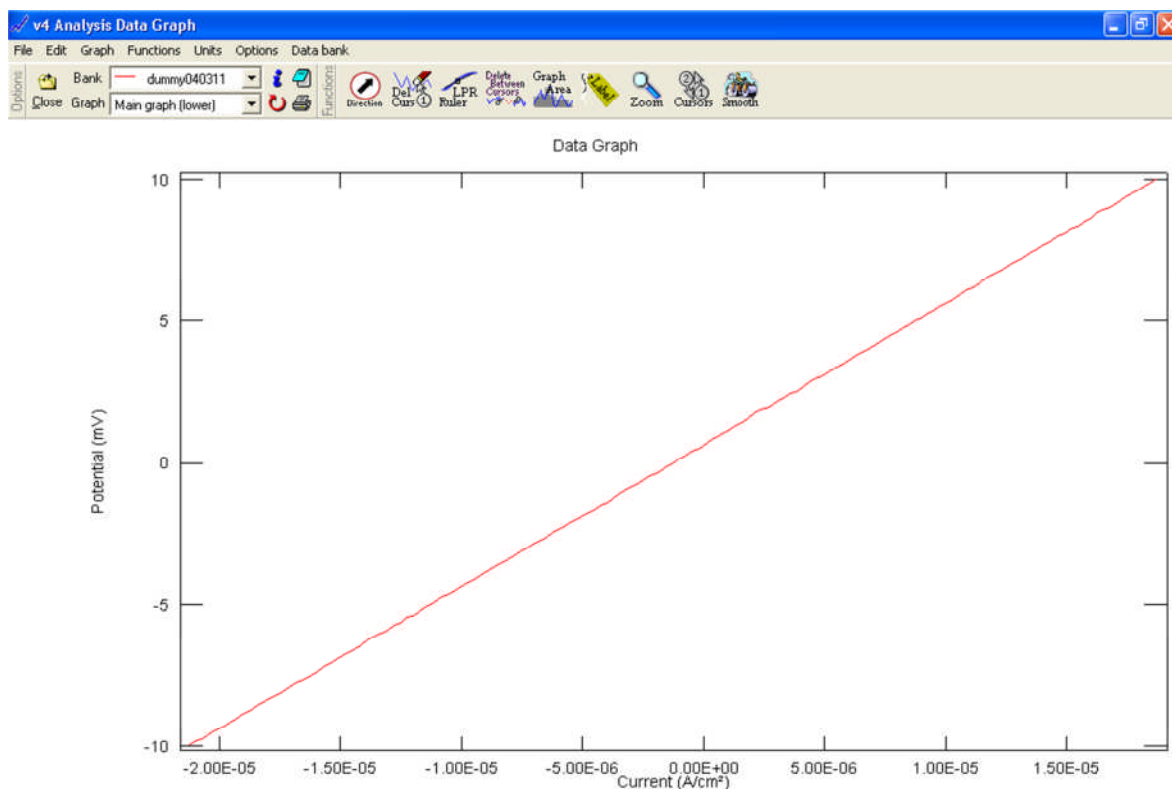 v4 Analysis Data Graph
File Edit Graph Functions Units Options Data bank
Options
Close
Bank dummy040311
Graph Main graph (lower)
Functions
Direction
Del Curs 1
LPR Ruler
Delete Between Cursors
Graph Area
Label
Zoom
2 1 Cursors
Smooth
Data Graph
10
5
0
-5
-10
Potential (mV)
-2.00E-05 -1.50E-05 -1.00E-05 -5.00E-06 0.00E+00 5.00E-06 1.00E-05 1.50E-05
Current (A/cm²)